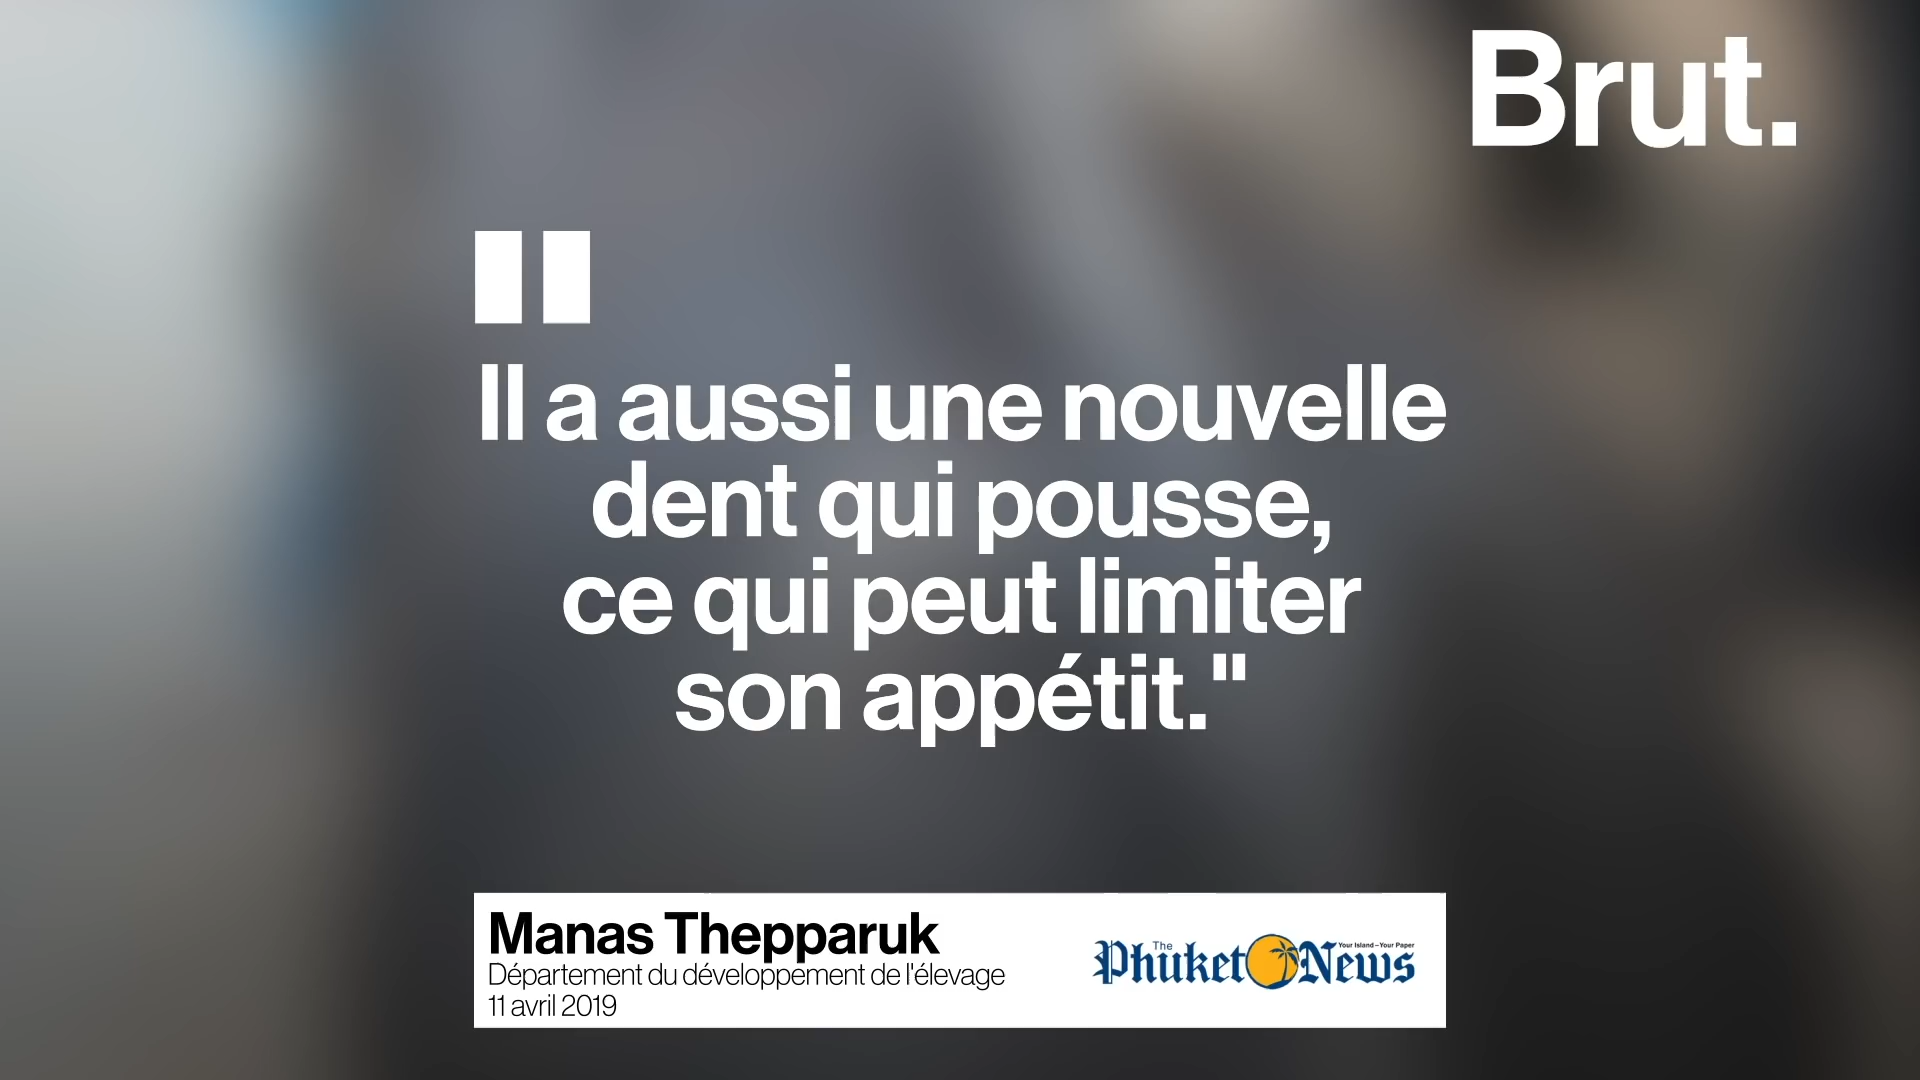 Brut.
"
Il a aussi une nouvelle
dent qui pousse,
ce qui peut limiter
son appétit."
Manas Thepparuk
Département du développement de l'élevage
11 avril 2019
The Phuket News
Your Island – Your Paper